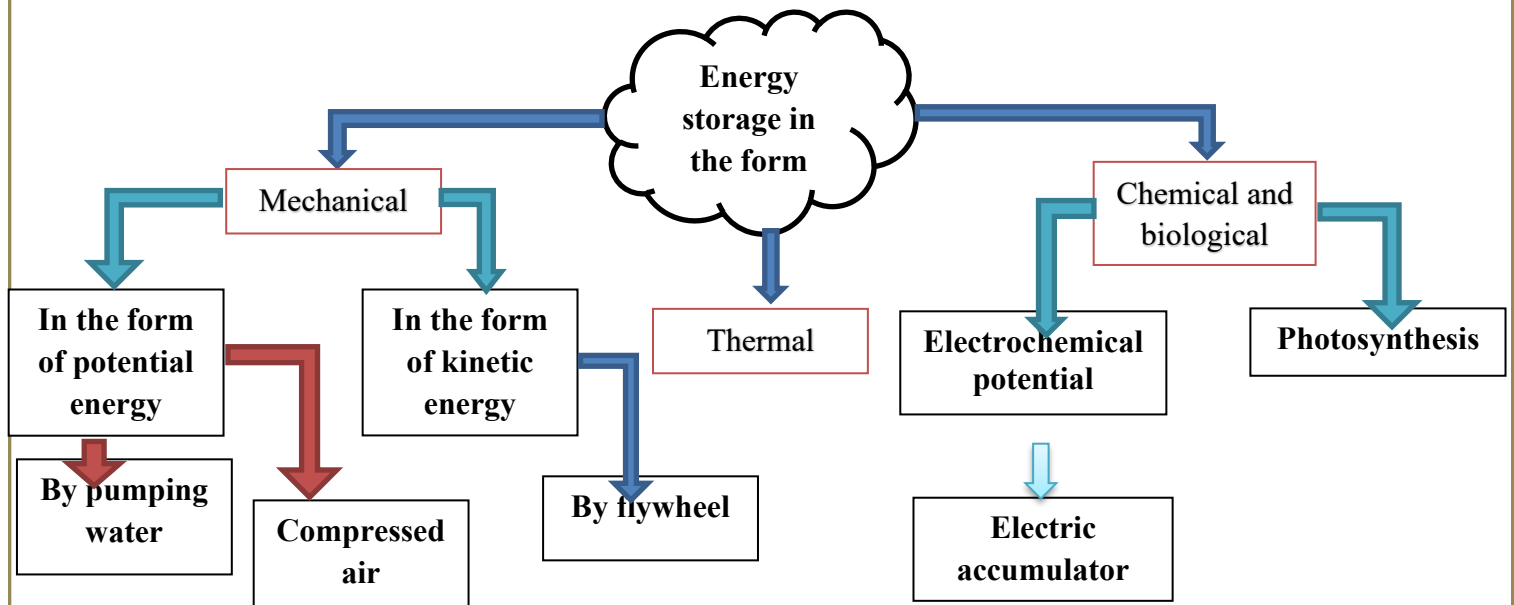 Energy
storage in
the form
Mechanical
Chemical and
biological
Thermal
In the form
of potential
energy
In the form
of kinetic
energy
Electrochemical
potential
Photosynthesis
By pumping
water
Compressed
air
By flywheel
Electric
accumulator